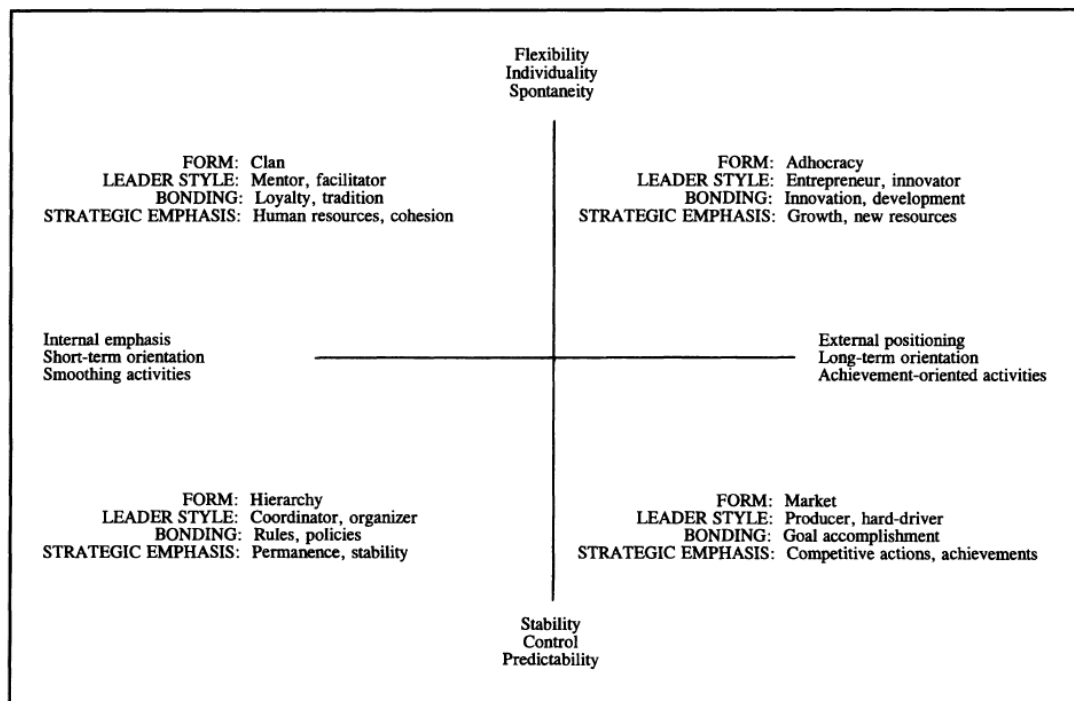 Flexibility
Individuality
Spontaneity
FORM: Clan
LEADER STYLE: Mentor, facilitator
BONDING: Loyalty, tradition
STRATEGIC EMPHASIS: Human resources, cohesion
FORM: Adhocracy
LEADER STYLE: Entrepreneur, innovator
BONDING: Innovation, development
STRATEGIC EMPHASIS: Growth, new resources
Internal emphasis
Short-term orientation
Smoothing activities
External positioning
Long-term orientation
Achievement-oriented activities
FORM: Hierarchy
LEADER STYLE: Coordinator, organizer
BONDING: Rules, policies
STRATEGIC EMPHASIS: Permanence, stability
FORM: Market
LEADER STYLE: Producer, hard-driver
BONDING: Goal accomplishment
STRATEGIC EMPHASIS: Competitive actions, achievements
Stability
Control
Predictability